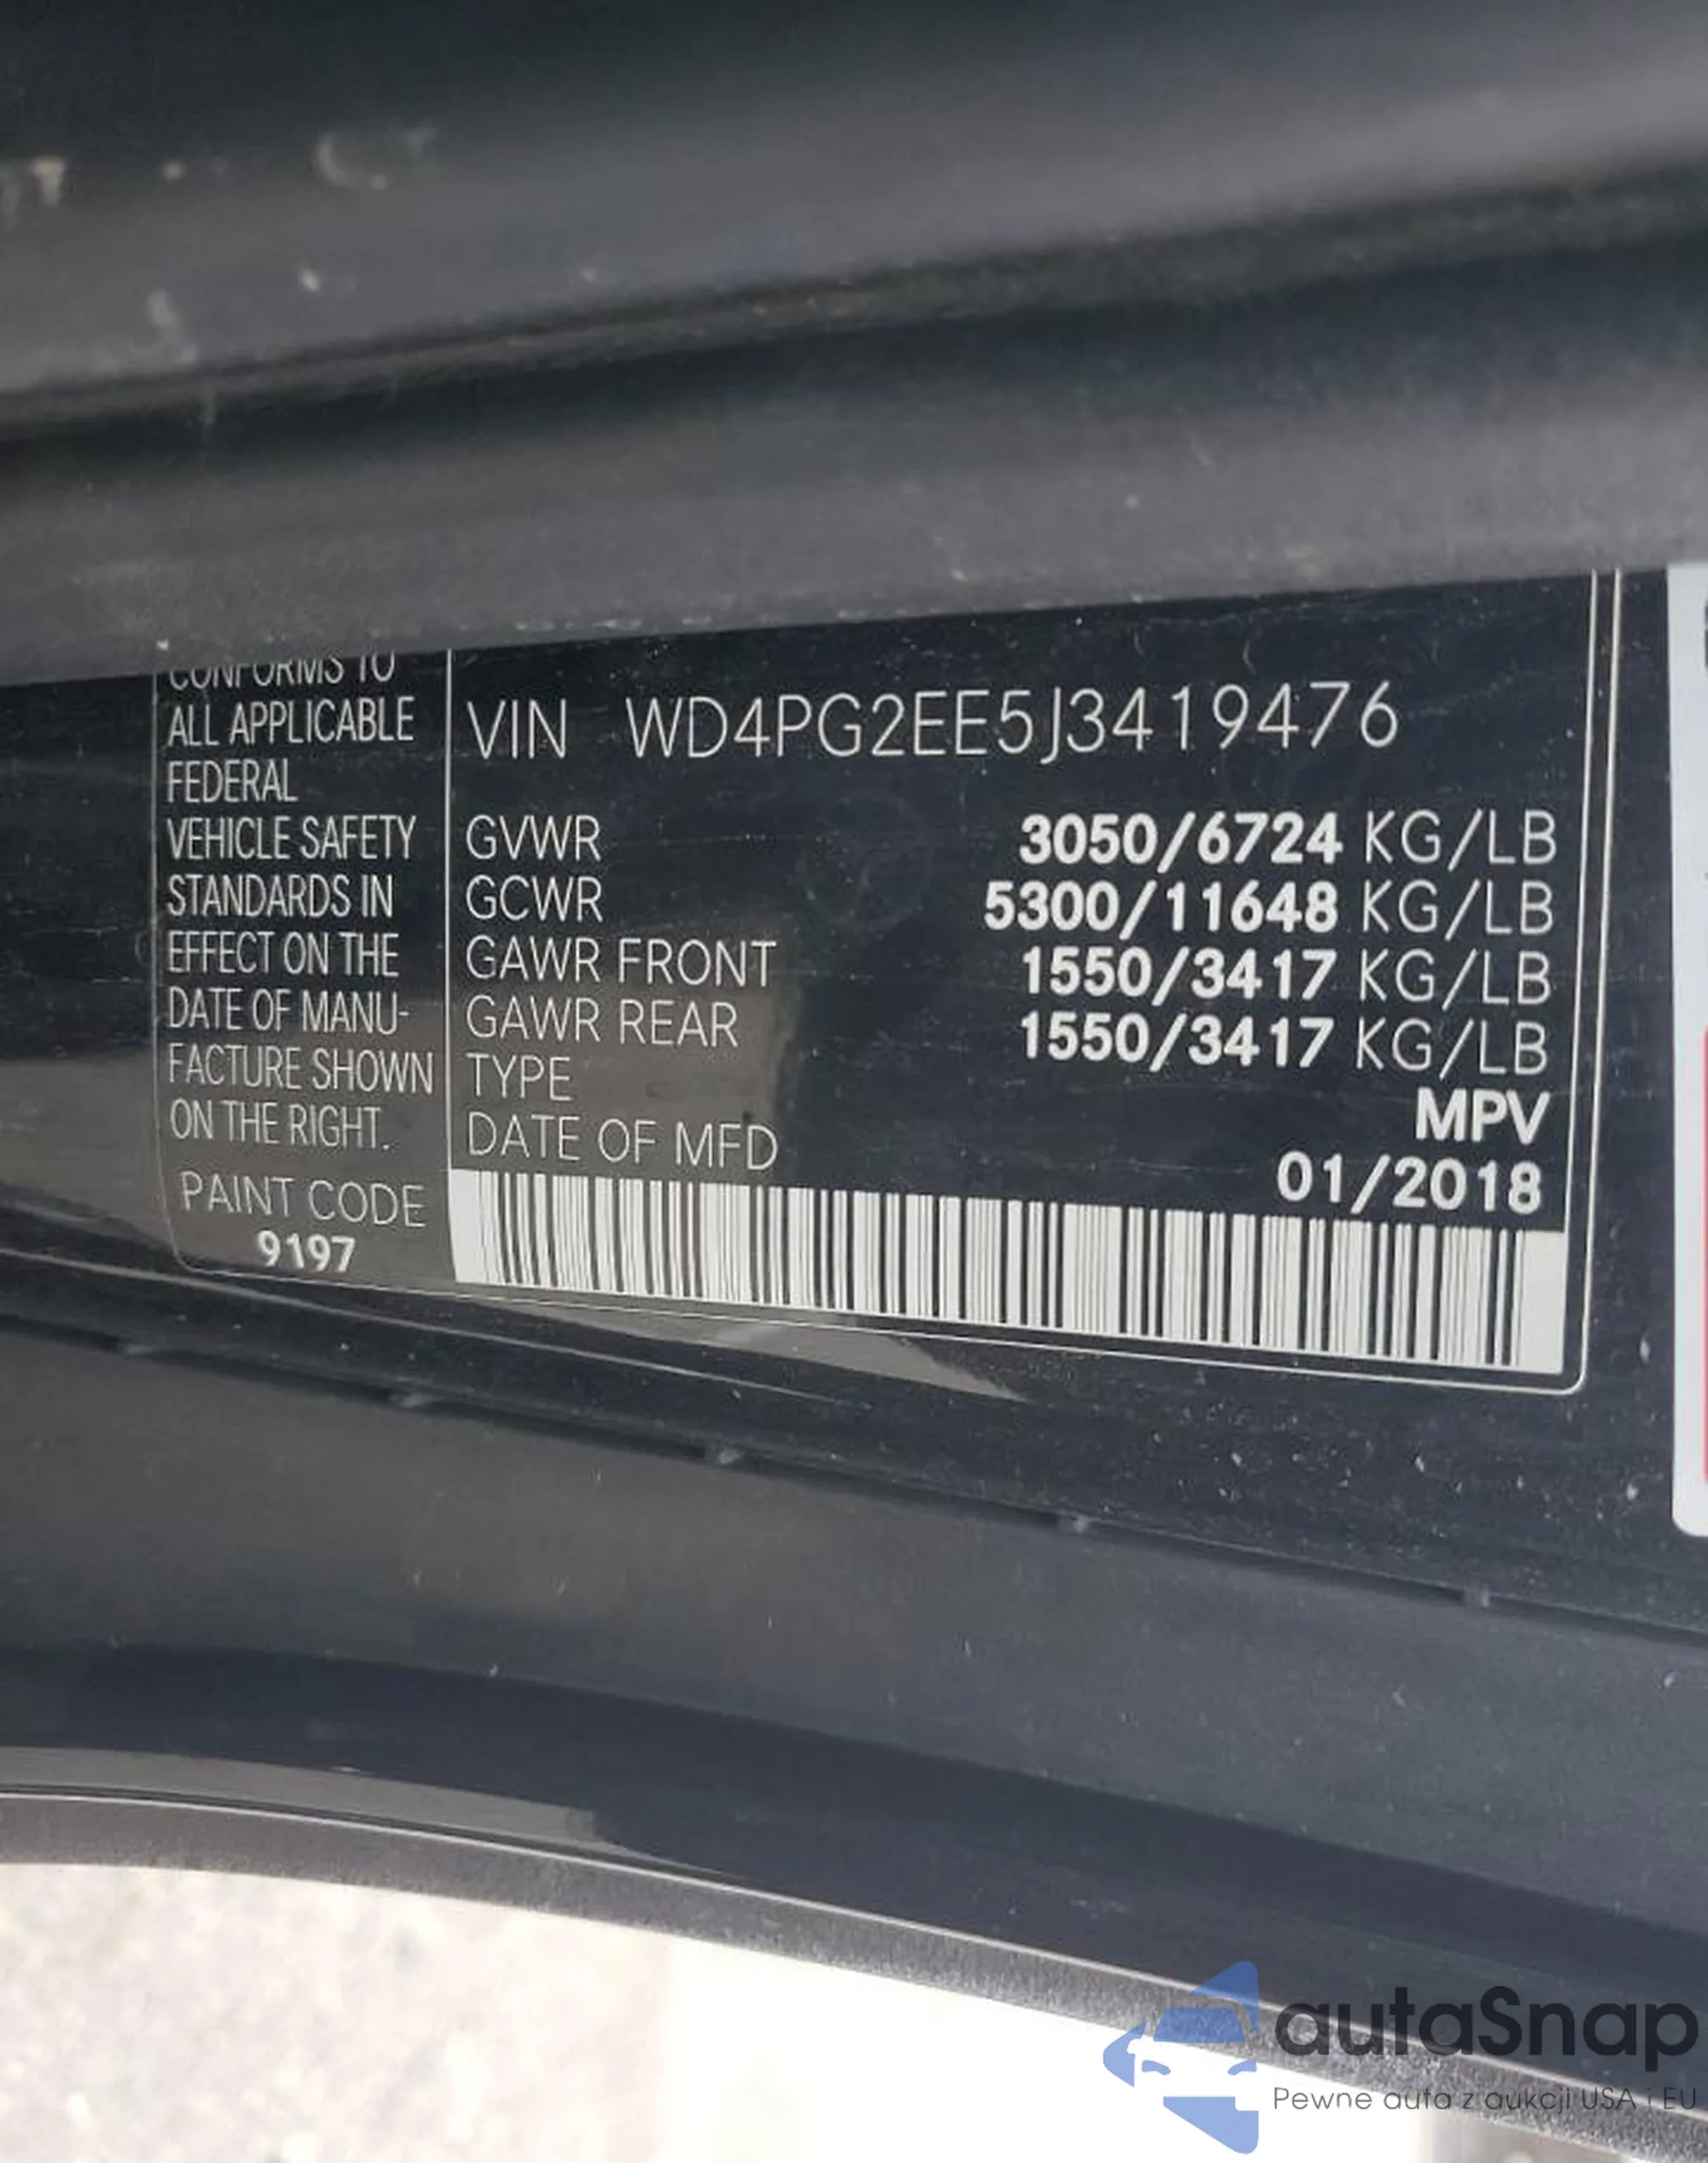 CONFORMS TO
ALL APPLICABLE
FEDERAL
VEHICLE SAFETY
STANDARDS IN
EFFECT ON THE
DATE OF MANU-
FACTURE SHOWN
ON THE RIGHT.
PAINT CODE
9197
VIN WD4PG2EE5J3419476
GVWR 3050/6724 KG/LB
GCWR 5300/11648 KG/LB
GAWR FRONT 1550/3417 KG/LB
GAWR REAR 1550/3417 KG/LB
TYPE MPV
DATE OF MFD 01/2018
autaSnap
Pewne auta z aukcji USA i EU